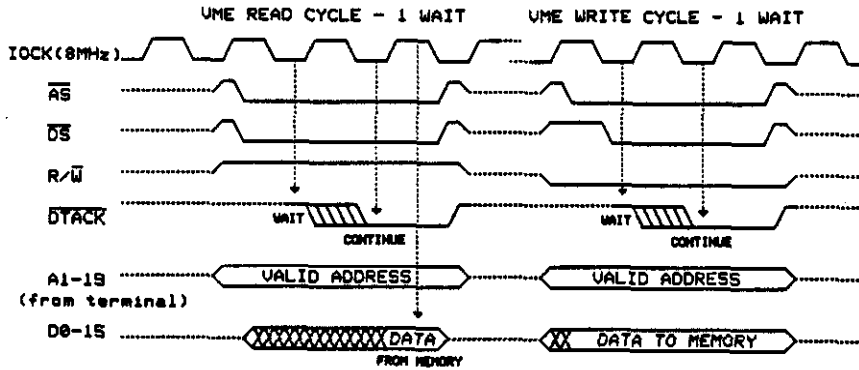 VME READ CYCLE - 1 WAIT VME WRITE CYCLE - 1 WAIT
IOCK(8MHz)
AS
DS
R/W
DTACK WAIT CONTINUE WAIT CONTINUE
A1-19 VALID ADDRESS VALID ADDRESS
(from terminal)
D0-15 DATA DATA TO MEMORY
FROM MEMORY